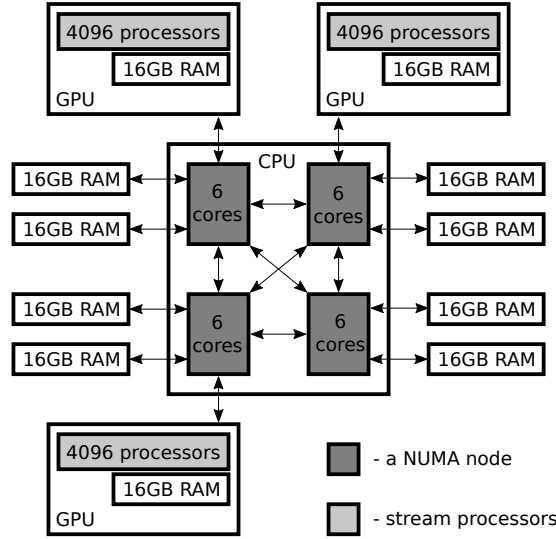 4096 processors
16GB RAM
GPU
4096 processors
16GB RAM
GPU
CPU
16GB RAM
16GB RAM
6
cores
6
cores
16GB RAM
16GB RAM
16GB RAM
16GB RAM
6
cores
6
cores
16GB RAM
16GB RAM
4096 processors
16GB RAM
GPU
- a NUMA node
- stream processors